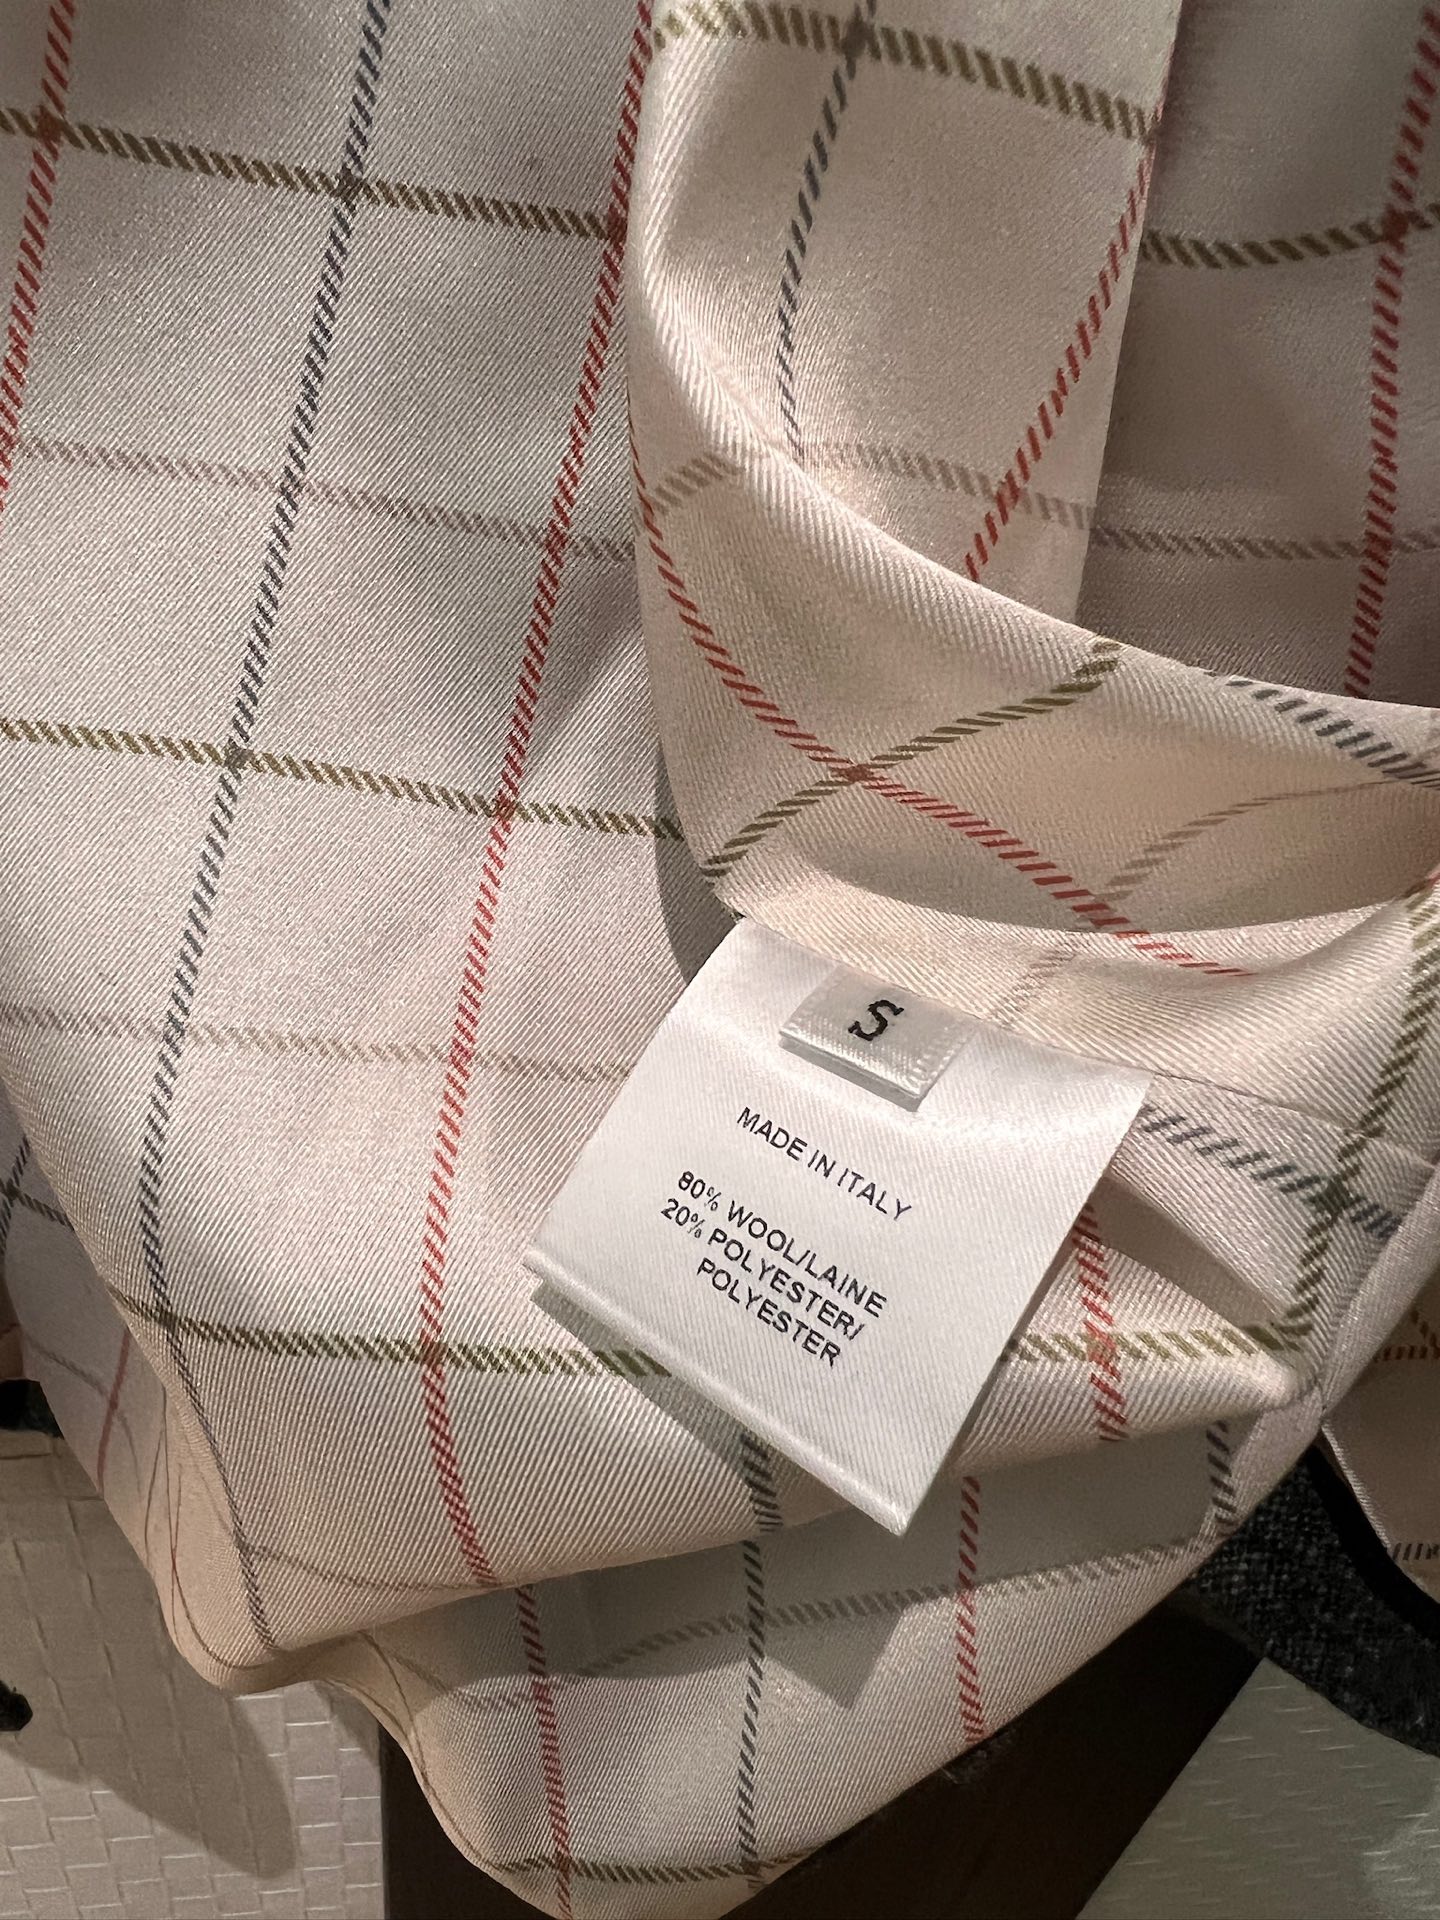 S
MADE IN ITALY
80% WOOL/LAINE
20% POLYESTER/
POLYESTER